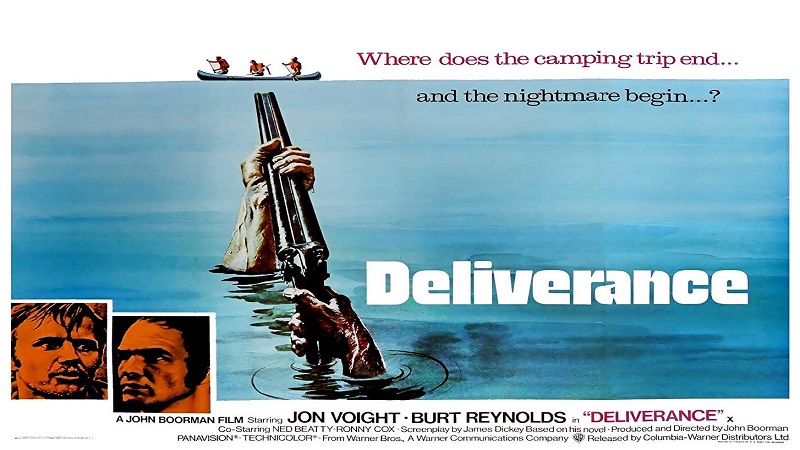 Where does the camping trip end...
and the nightmare begin...?
Deliverance
A JOHN BOORMAN FILM Starring JON VOIGHT · BURT REYNOLDS in "DELIVERANCE" X
Co-Starring NED BEATTY · RONNY COX · Screenplay by James Dickey Based on his novel · Produced and Directed by John Boorman
PANAVISION® · TECHNICOLOR® · From Warner Bros., A Warner Communications Company Released by Columbia-Warner Distributors Ltd.